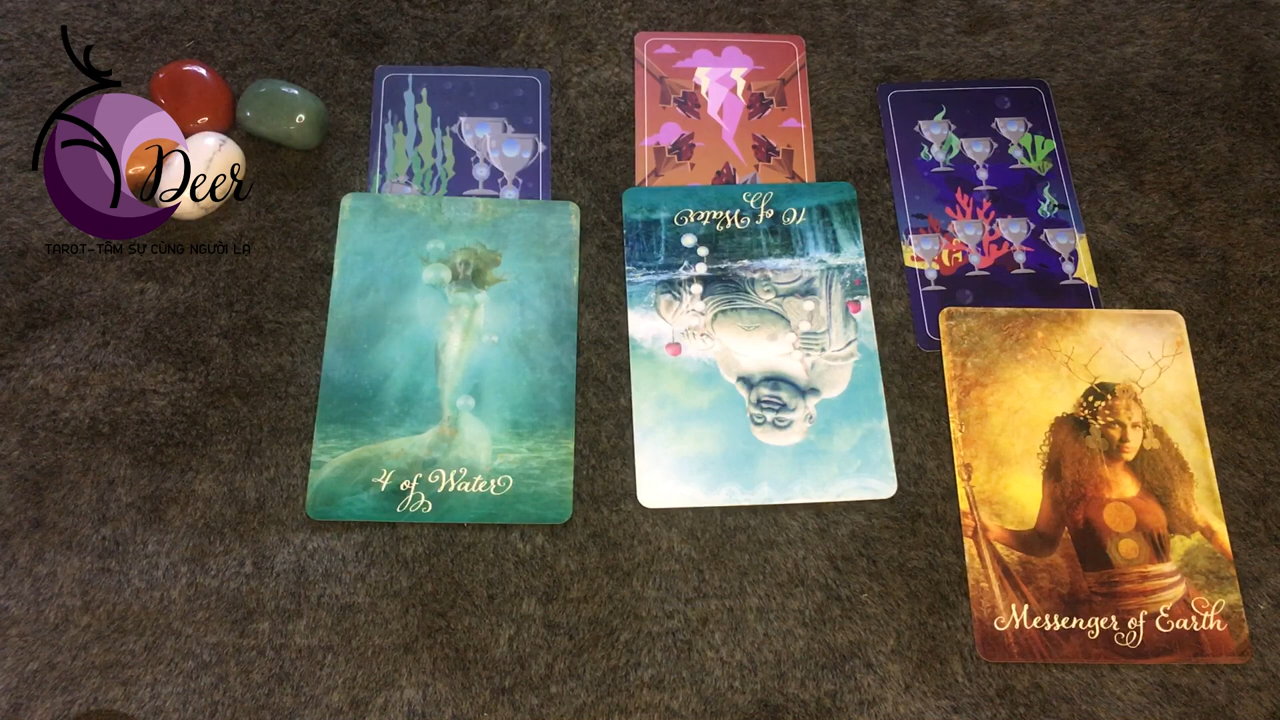 Deer
TAROT-TÂM SỰ CÙNG NGƯỜI LẠ
10 of Water
4 of Water
Messenger of Earth